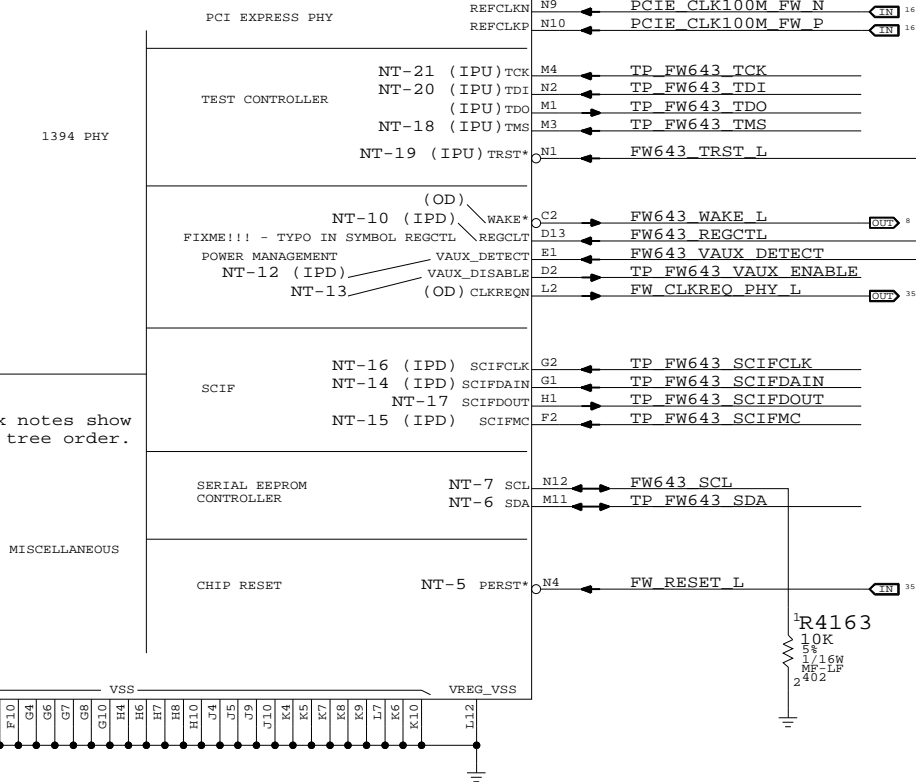 PCI EXPRESS PHY
REFCLKN N9 PCIE_CLK100M_FW_N IN 16
REFCLKP N10 PCIE_CLK100M_FW_P IN 16
1394 PHY
TEST CONTROLLER
NT-21 (IPU) TCK M4 TP_FW643_TCK
NT-20 (IPU) TDI N2 TP_FW643_TDI
(IPU) TDO M1 TP_FW643_TDO
NT-18 (IPU) TMS M3 TP_FW643_TMS
NT-19 (IPU) TRST* N1 FW643_TRST_L
(OD)
NT-10 (IPD) WAKE* C2 FW643_WAKE_L OUT 8
FIXME!!! - TYPO IN SYMBOL REGCTL REGCLT D13 FW643_REGCTL
POWER MANAGEMENT VAUX_DETECT E1 FW643_VAUX_DETECT
NT-12 (IPD) VAUX_DISABLE D2 TP_FW643_VAUX_ENABLE
NT-13 (OD) CLKREQN L2 FW_CLKREQ_PHY_L OUT 35
SCIF
NT-16 (IPD) SCIFCLK G2 TP_FW643_SCIFCLK
NT-14 (IPD) SCIFDAIN G1 TP_FW643_SCIFDAIN
NT-17 SCIFDOUT H1 TP_FW643_SCIFDOUT
NT-15 (IPD) SCIFMC F2 TP_FW643_SCIFMC
k notes show
tree order.
SERIAL EEPROM
CONTROLLER
NT-7 SCL N12 FW643_SCL
NT-6 SDA M11 TP_FW643_SDA
MISCELLANEOUS
CHIP RESET
NT-5 PERST* N4 FW_RESET_L IN 35
1 R4163
10K
5%
1/16W
MF-LF
2 402
VSS VREG_VSS
F10 G4 G6 G7 G8 G10 H4 H6 H7 H8 H10 J4 J5 J9 J10 K4 K5 K7 K8 K9 L7 K6 K10 L12